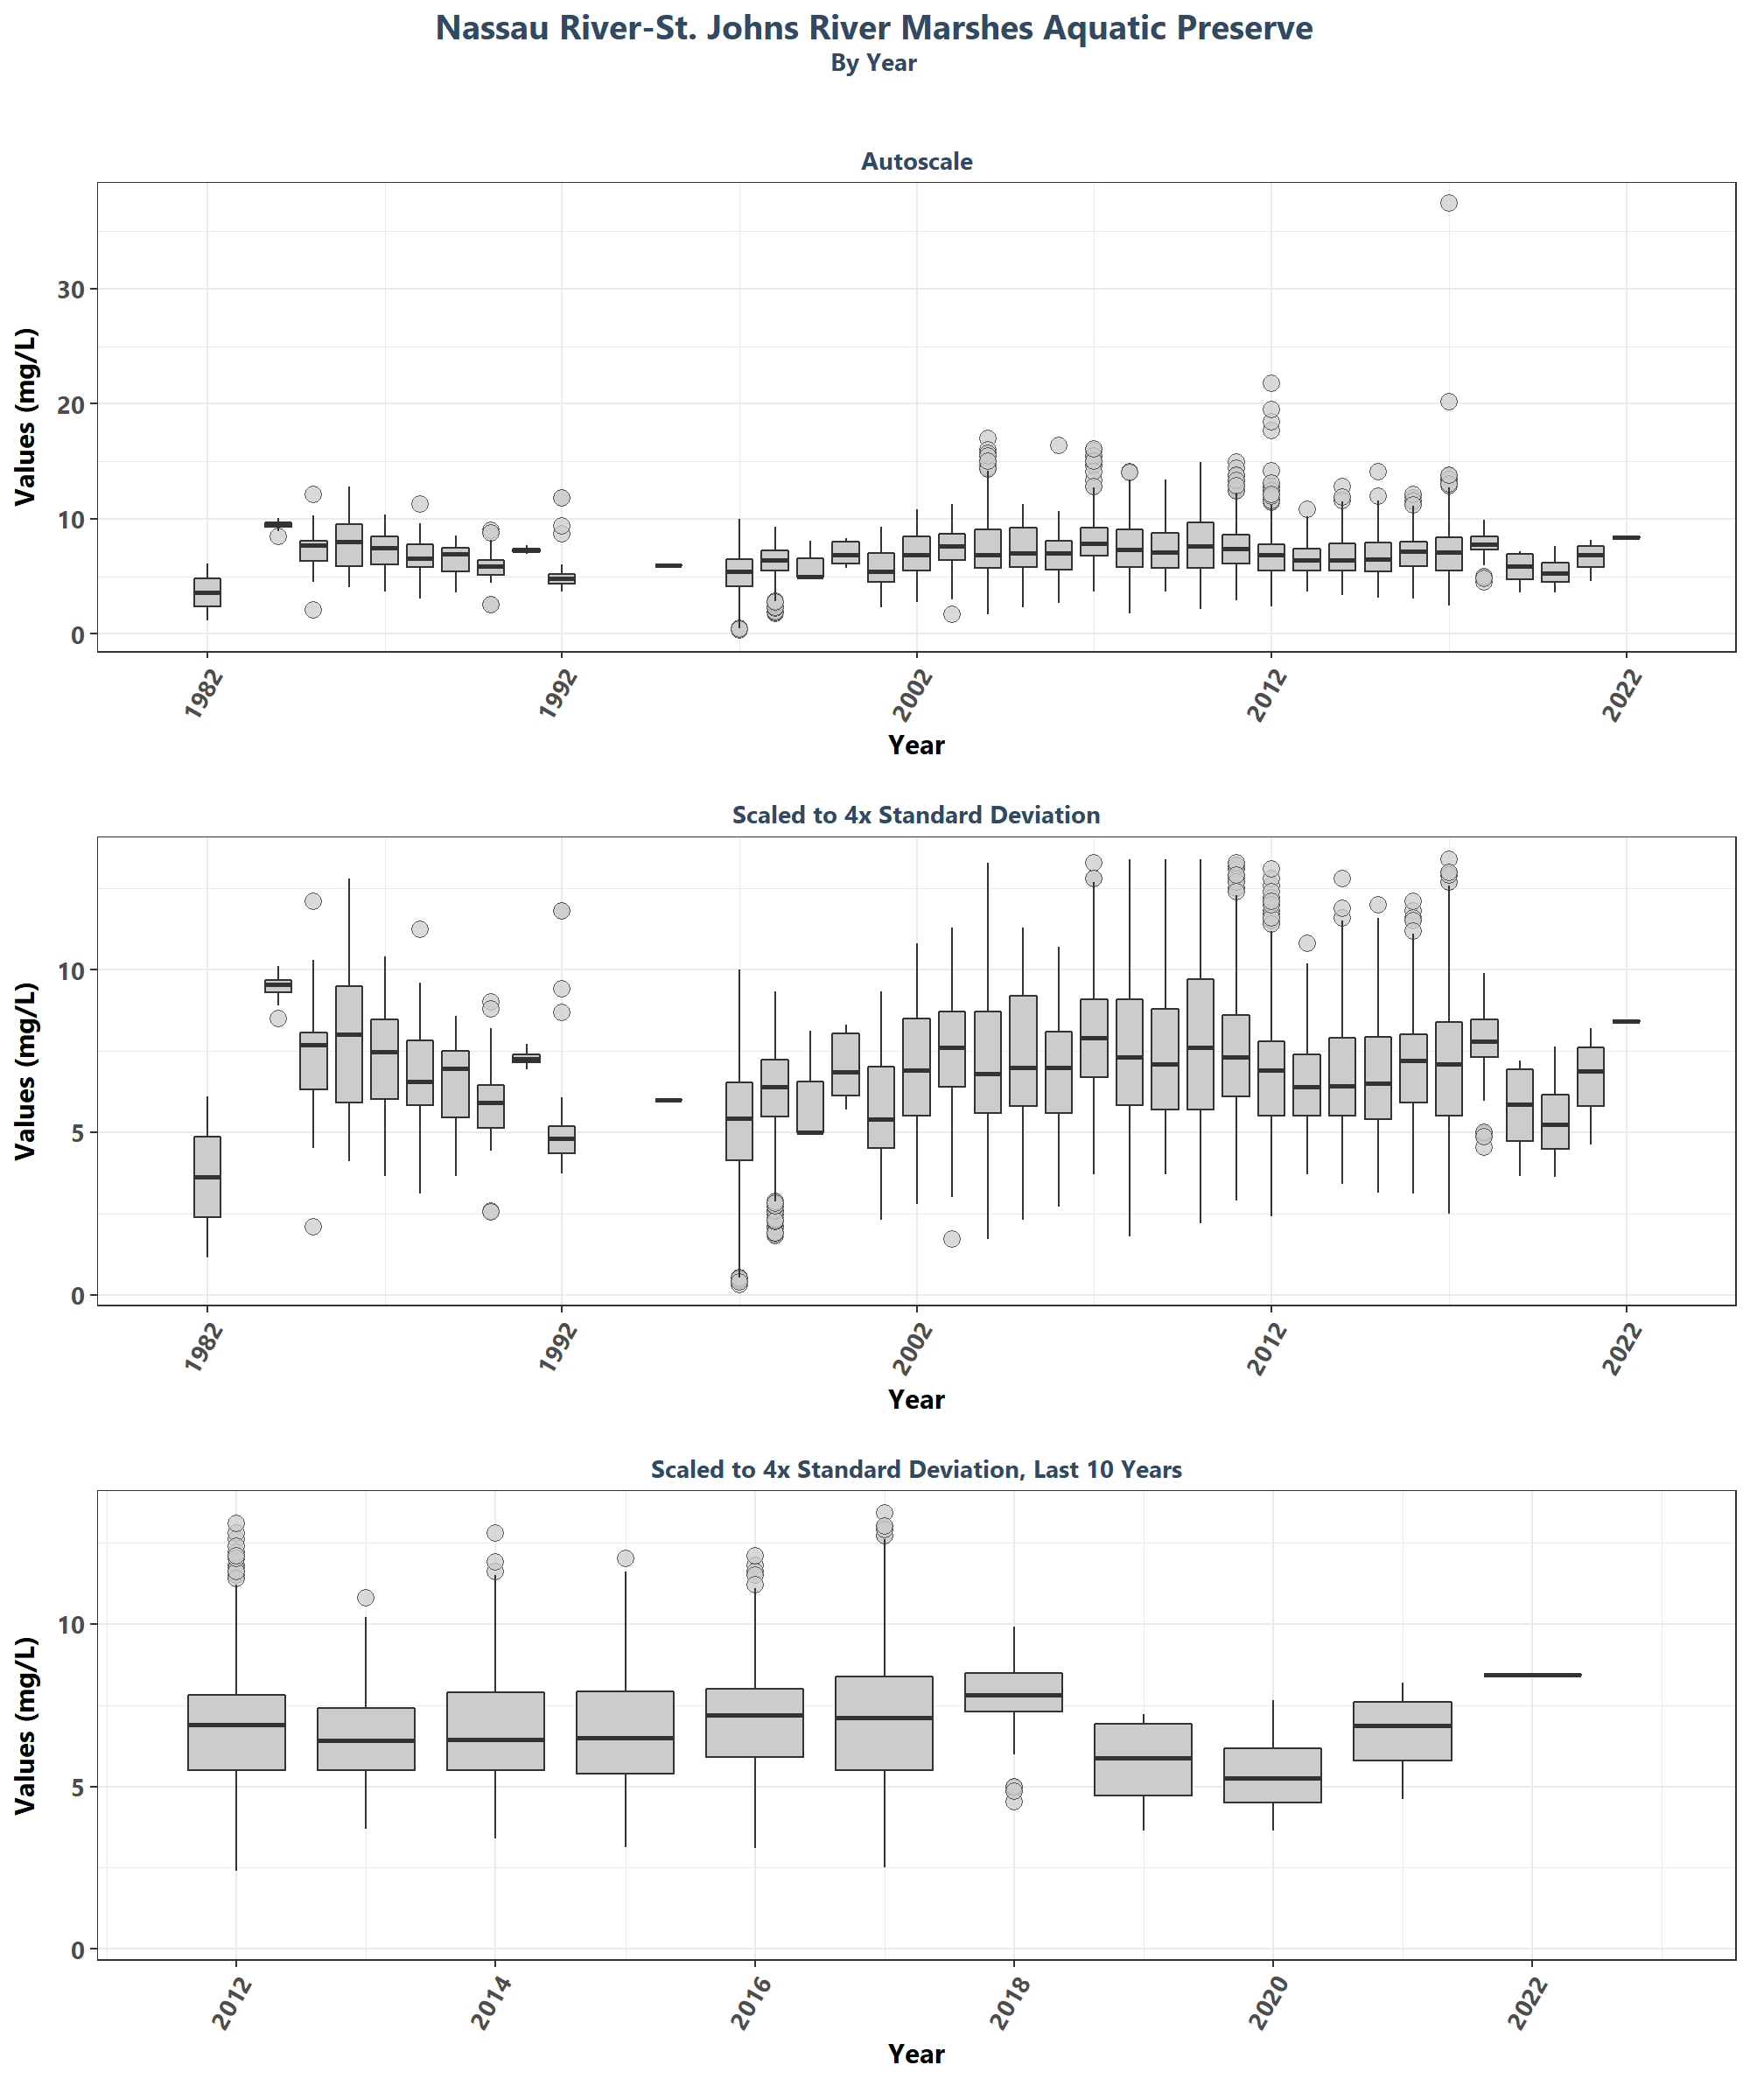 Nassau River-St. Johns River Marshes Aquatic Preserve
By Year
Autoscale
Values (mg/L)
30
20
10
0
1982
1992
2002
2012
2022
Year
Scaled to 4x Standard Deviation
Values (mg/L)
10
5
0
1982
1992
2002
2012
2022
Year
Scaled to 4x Standard Deviation, Last 10 Years
Values (mg/L)
10
5
0
2012
2014
2016
2018
2020
2022
Year